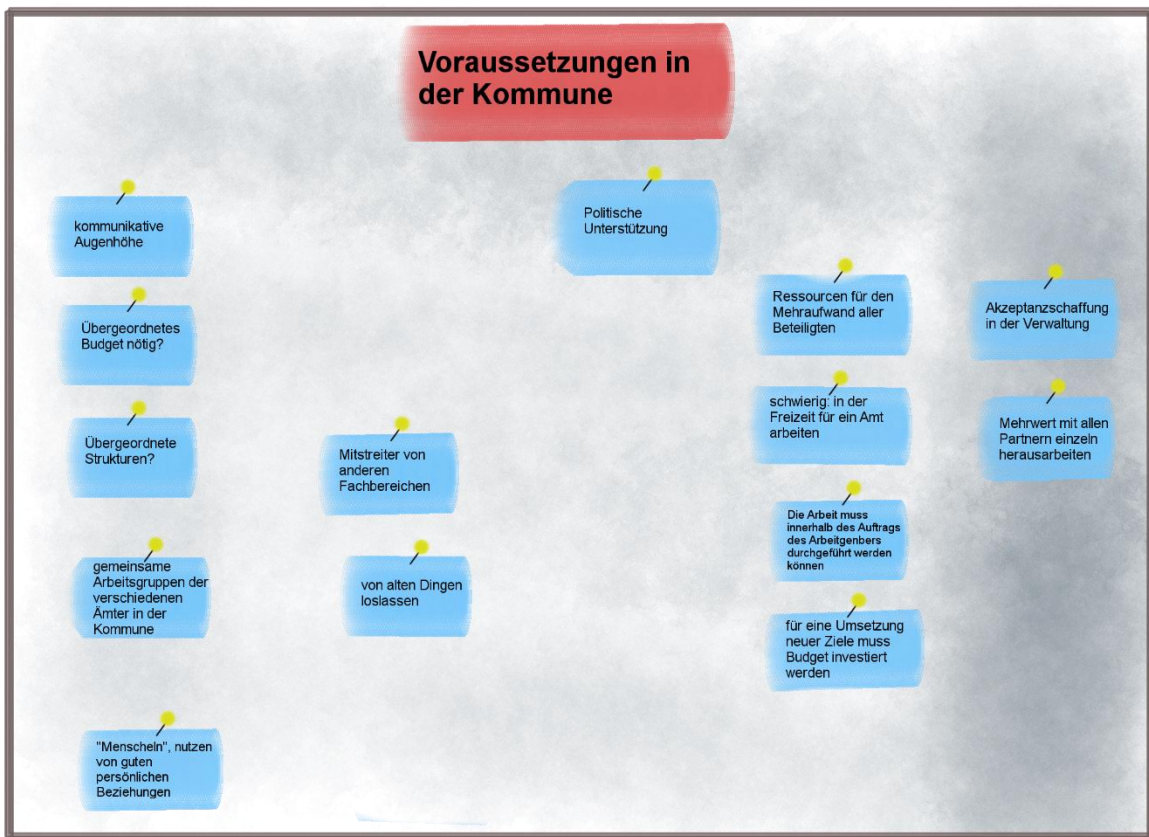 Voraussetzungen in
der Kommune
kommunikative
Augenhöhe
Übergeordnetes
Budget nötig?
Übergeordnete
Strukturen?
gemeinsame
Arbeitsgruppen der
verschiedenen
Ämter in der
Kommune
"Menscheln", nutzen
von guten
persönlichen
Beziehungen
Mitstreiter von
anderen
Fachbereichen
von alten Dingen
loslassen
Politische
Unterstützung
Ressourcen für den
Mehraufwand aller
Beteiligten
schwierig: in der
Freizeit für ein Amt
arbeiten
Die Arbeit muss
innerhalb des Auftrags
des Arbeitgenbers
durchgeführt werden
können
für eine Umsetzung
neuer Ziele muss
Budget investiert
werden
Akzeptanzschaffung
in der Verwaltung
Mehrwert mit allen
Partnern einzeln
herausarbeiten